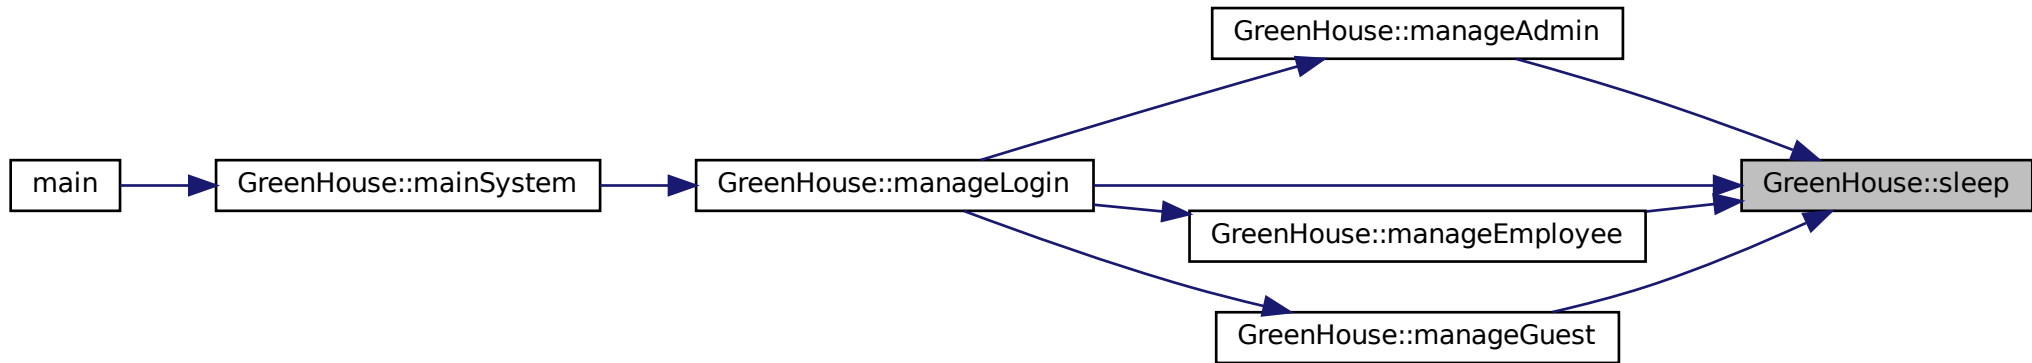 GreenHouse::manageAdmin
main
GreenHouse::mainSystem
GreenHouse::manageLogin
GreenHouse::sleep
GreenHouse::manageEmployee
GreenHouse::manageGuest